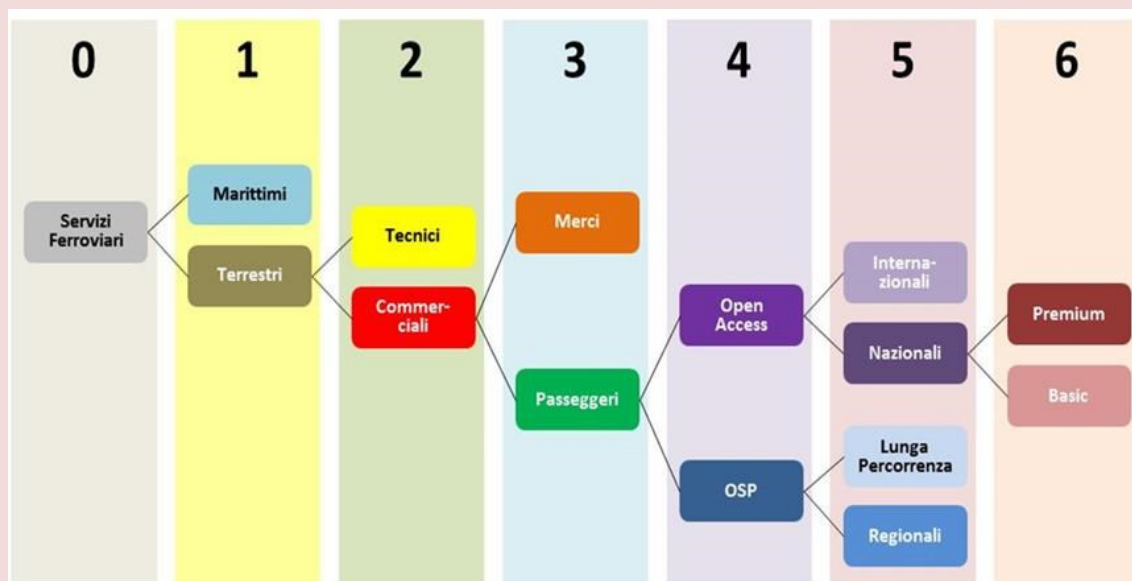 0
1
2
3
4
5
6
Servizi
Ferroviari
Marittimi
Terrestri
Tecnici
Commer-
ciali
Merci
Passeggeri
Open
Access
OSP
Interna-
zionali
Nazionali
Lunga
Percorrenza
Regionali
Premium
Basic